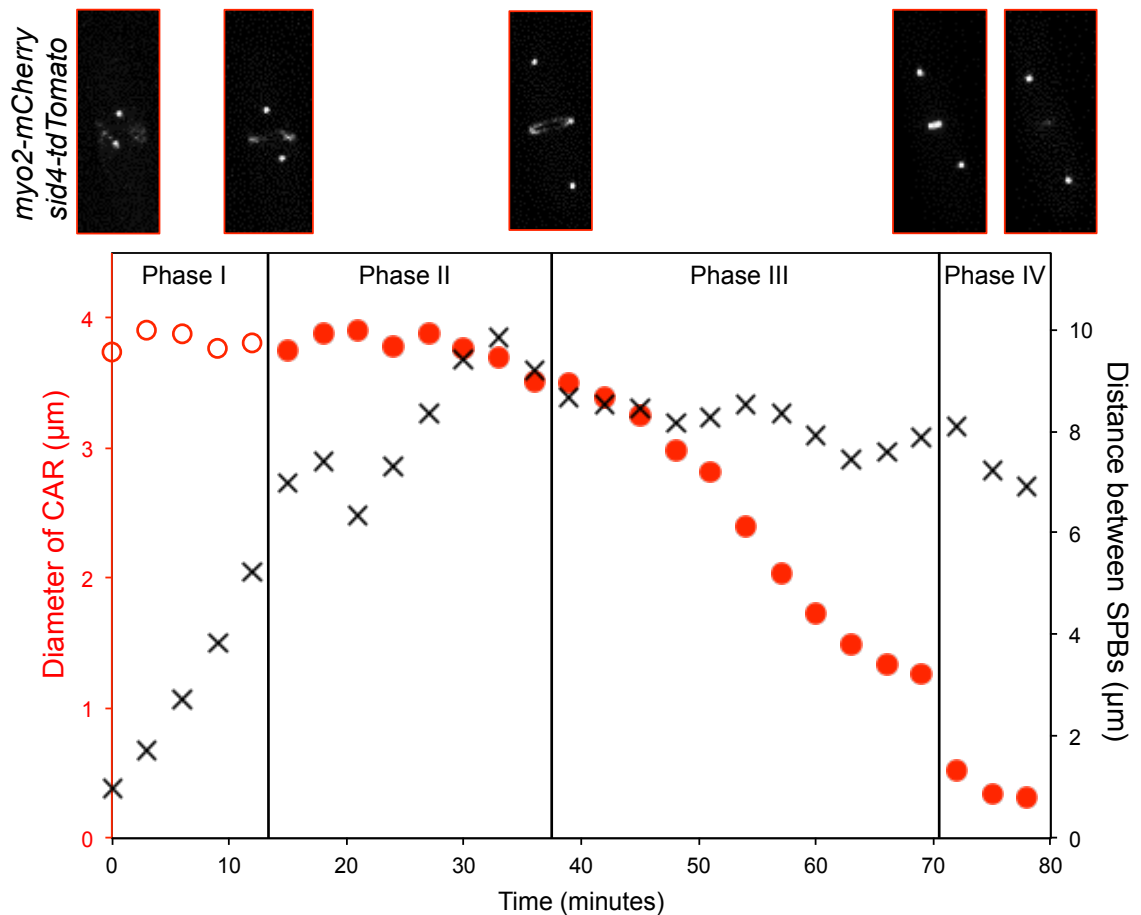 myo2-mCherry
sid4-tdTomato
Phase I
Phase II
Phase III
Phase IV
4
3
2
1
0
Diameter of CAR (μm)
10
8
6
4
2
0
Distance between SPBs (μm)
0
10
20
30
40
50
60
70
80
Time (minutes)